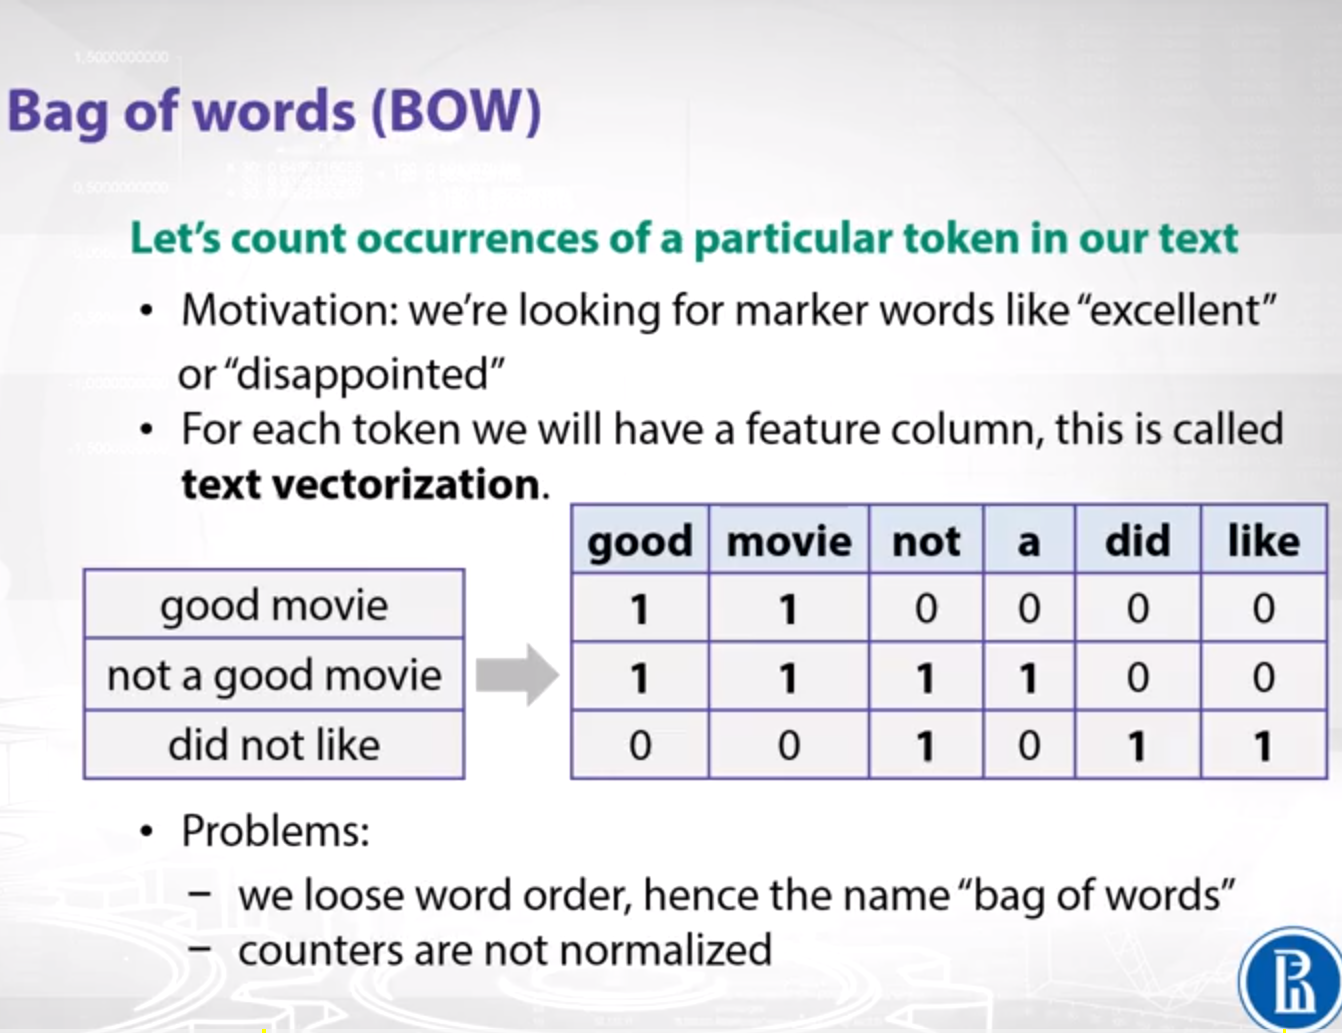 1,5000000000
Bag of words (BOW)
0,5000000000
Let's count occurrences of a particular token in our text
• Motivation: we're looking for marker words like “excellent”
or “disappointed”
• For each token we will have a feature column, this is called
text vectorization.
good movie not a did like
good movie 1 1 0 0 0 0
not a good movie 1 1 1 1 0 0
did not like 0 0 1 0 1 1
• Problems:
– we loose word order, hence the name “bag of words”
– counters are not normalized